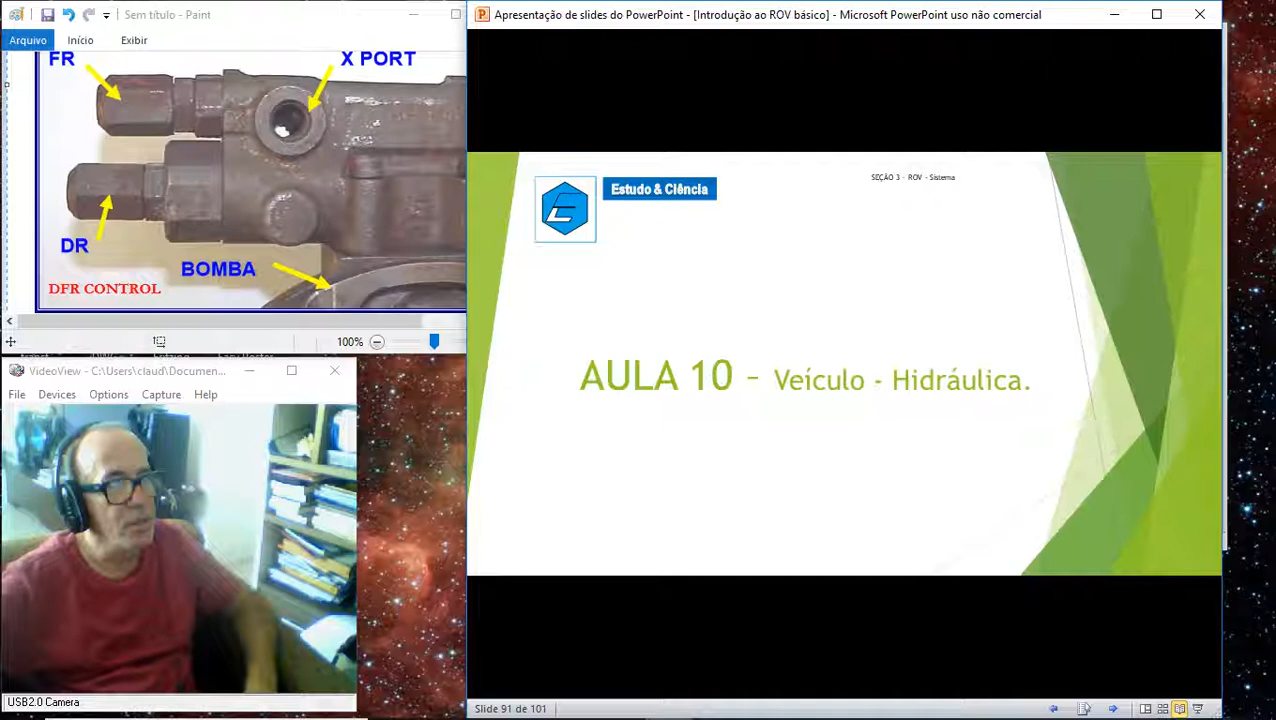 Sem título - Paint
Arquivo
Início
Exibir
FR
X PORT
DR
BOMBA
DFR CONTROL
100%
VideoView - C:\Users\claud\Documen...
File
Devices
Options
Capture
Help
USB2.0 Camera
Apresentação de slides do PowerPoint - [Introdução ao ROV básico] - Microsoft PowerPoint uso não comercial
SEÇÃO 3 - ROV - Sistema
E
Estudo & Ciência
AULA 10 - Veículo - Hidráulica.
Slide 91 de 101